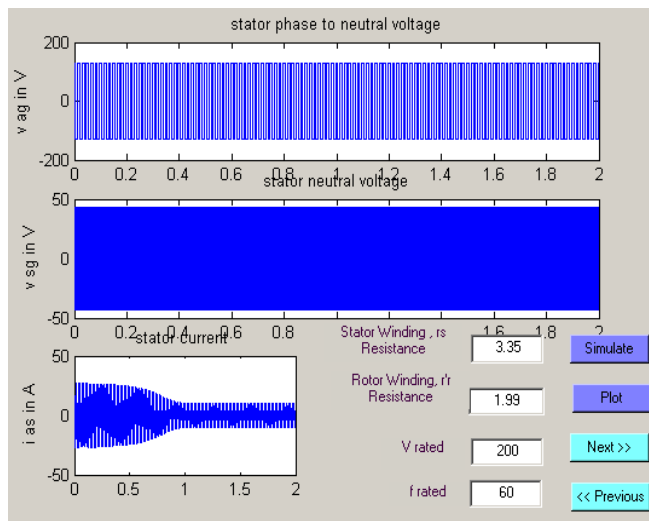 stator phase to neutral voltage
200
0
-200
v ag in V
0 0.2 0.4 0.6 0.8 1 1.2 1.4 1.6 1.8 2
stator neutral voltage
50
0
-50
v sg in V
0 0.2 0.4 0.6 0.8 1.6 1.8 2
stator current
50
0
-50
i as in A
0 0.5 1 1.5 2
Stator Winding , rs
Resistance
3.35
Simulate
Rotor Winding, r'r
Resistance
1.99
Plot
V rated
200
Next >>
f rated
60
<< Previous